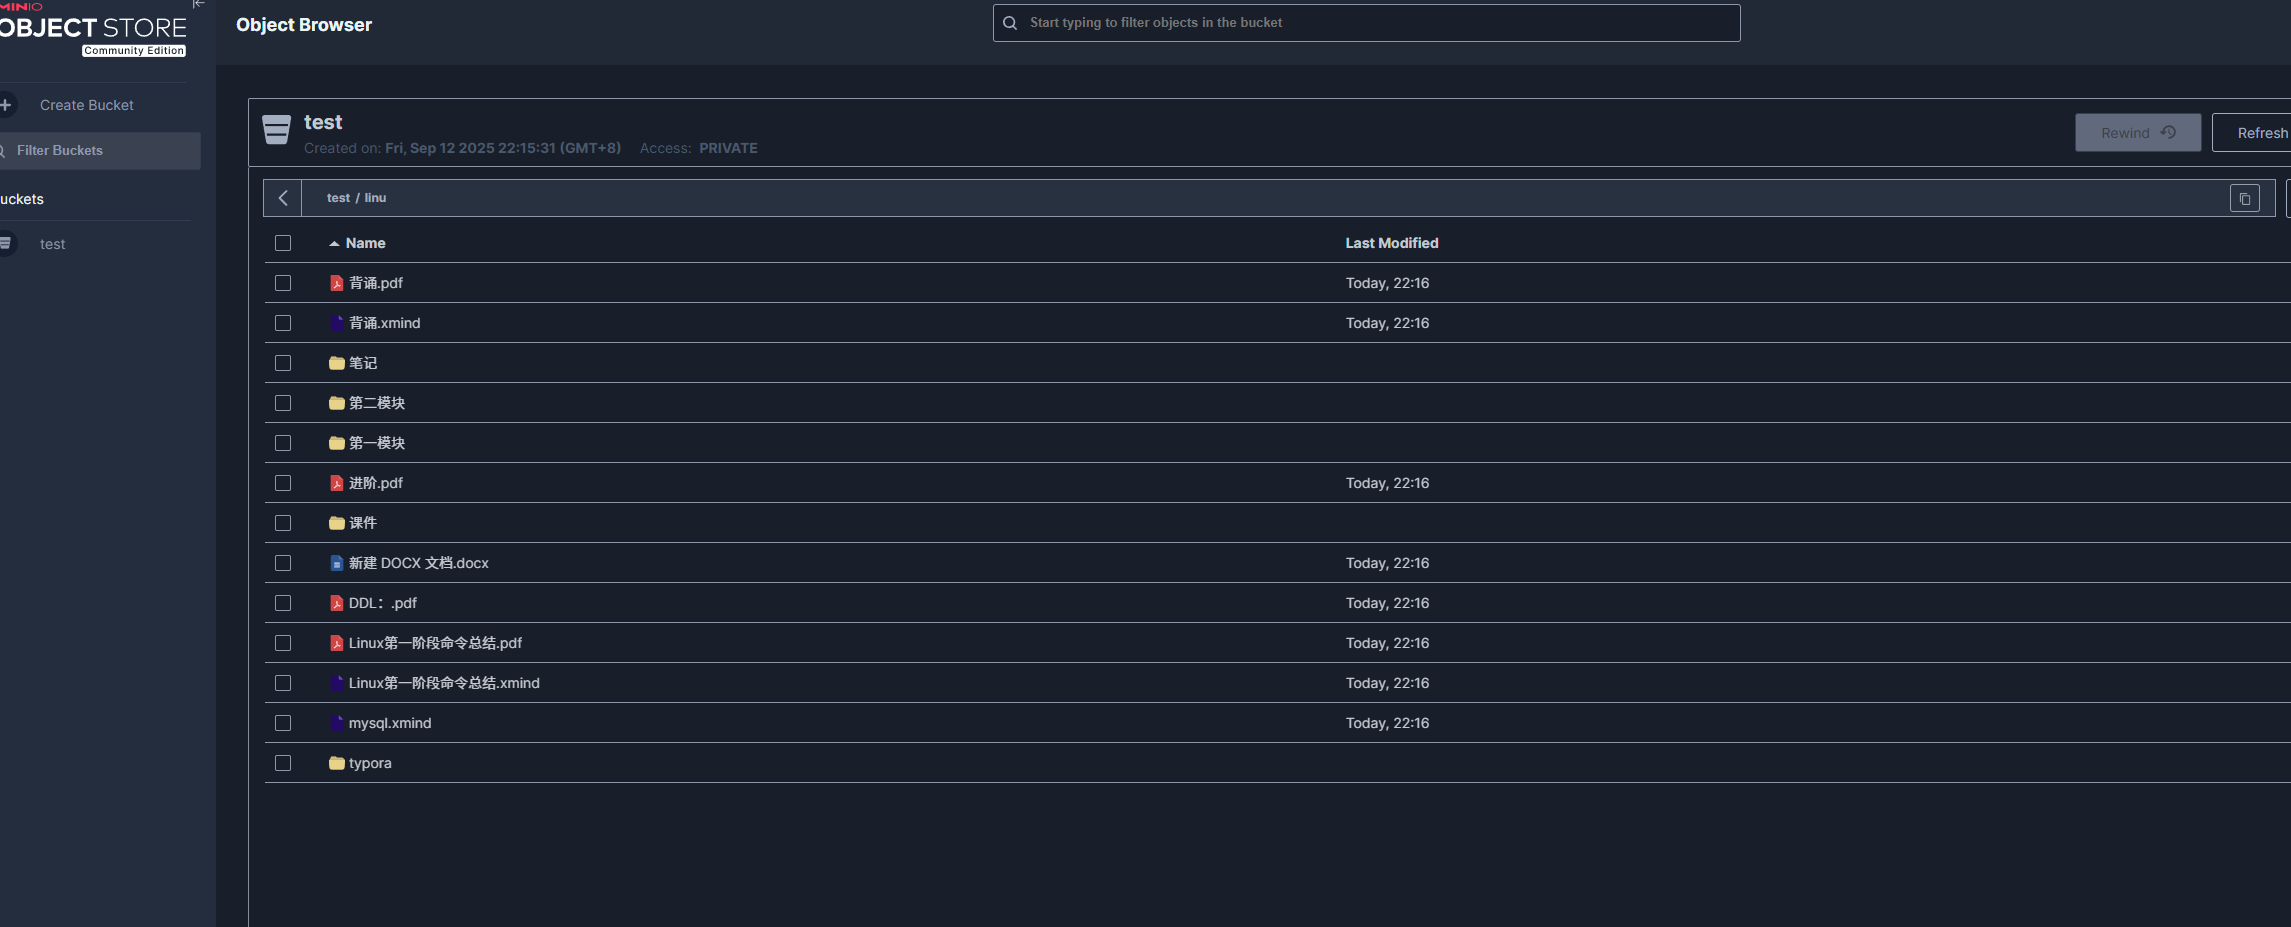 MINIO
OBJECT STORE
Community Edition
Object Browser
Start typing to filter objects in the bucket
Create Bucket
Filter Buckets
uckets
test
test
Created on: Fri, Sep 12 2025 22:15:31 (GMT+8) Access: PRIVATE
Rewind
Refresh
test / linu
Name Last Modified
背诵.pdf Today, 22:16
背诵.xmind Today, 22:16
笔记
第二模块
第一模块
进阶.pdf Today, 22:16
课件
新建 DOCX 文档.docx Today, 22:16
DDL：.pdf Today, 22:16
Linux第一阶段命令总结.pdf Today, 22:16
Linux第一阶段命令总结.xmind Today, 22:16
mysql.xmind Today, 22:16
typora